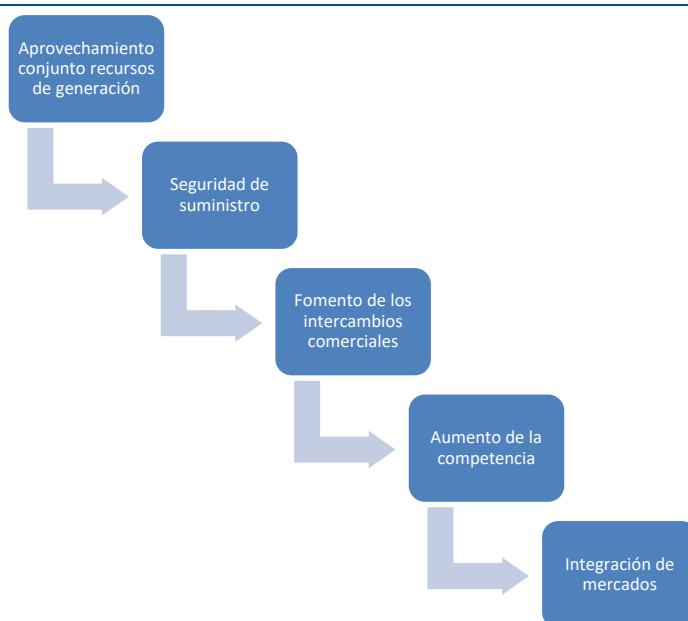 Aprovechamiento
conjunto recursos
de generación
Seguridad de
suministro
Fomento de los
intercambios
comerciales
Aumento de la
competencia
Integración de
mercados